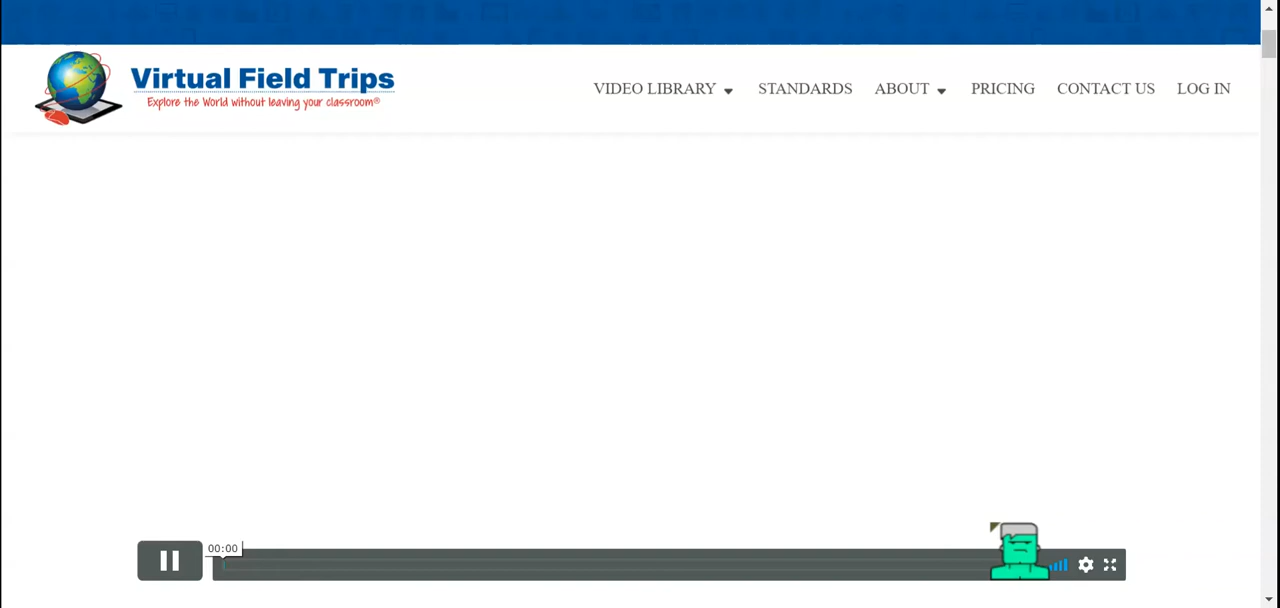 Virtual Field Trips
Explore the World without leaving your classroom®
VIDEO LIBRARY STANDARDS ABOUT PRICING CONTACT US LOG IN
00:00